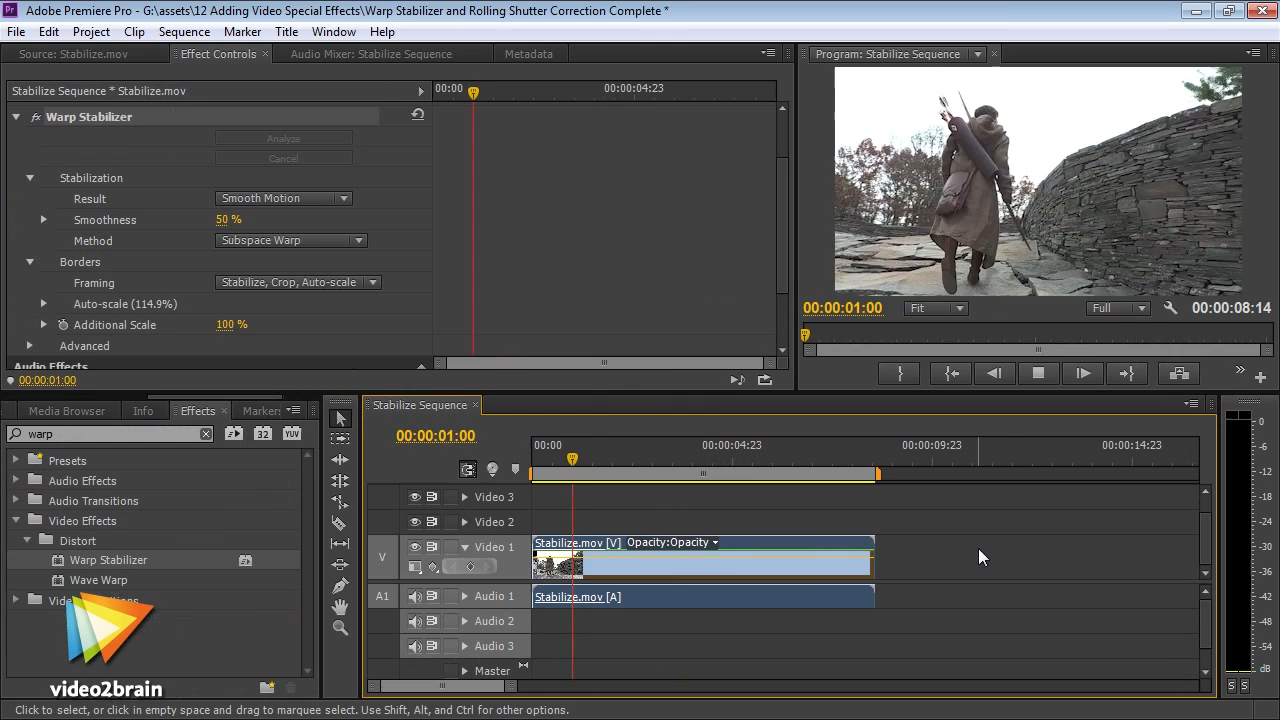 Pr Adobe Premiere Pro - G:\assets\12 Adding Video Special Effects\Warp Stabilizer and Rolling Shutter Correction Complete *
File Edit Project Clip Sequence Marker Title Window Help
Source: Stabilize.mov Effect Controls Audio Mixer: Stabilize Sequence Metadata
Program: Stabilize Sequence
Stabilize Sequence * Stabilize.mov
00:00 00:00:04:23
fx Warp Stabilizer
Analyze
Cancel
Stabilization
Result Smooth Motion
Smoothness 50 %
Method Subspace Warp
Borders
Framing Stabilize, Crop, Auto-scale
Auto-scale (114.9%)
Additional Scale 100 %
Advanced
Audio Effects
00:00:01:00
00:00:01:00 Fit Full 00:00:08:14
Media Browser Info Effects Markers
warp 32 YUV
Presets
Audio Effects
Audio Transitions
Video Effects
Distort
Warp Stabilizer
Wave Warp
video2brain
Stabilize Sequence
00:00:01:00
00:00 00:00:04:23 00:00:09:23 00:00:14:23
Video 3
Video 2
V Video 1 Stabilize.mov [V] Opacity:Opacity
A1 Audio 1 Stabilize.mov [A]
Audio 2
Audio 3
Master
0
-6
-12
-18
-24
-30
-36
-42
-48
-54
dB
S S
Click to select, or click in empty space and drag to marquee select. Use Shift, Alt, and Ctrl for other options.